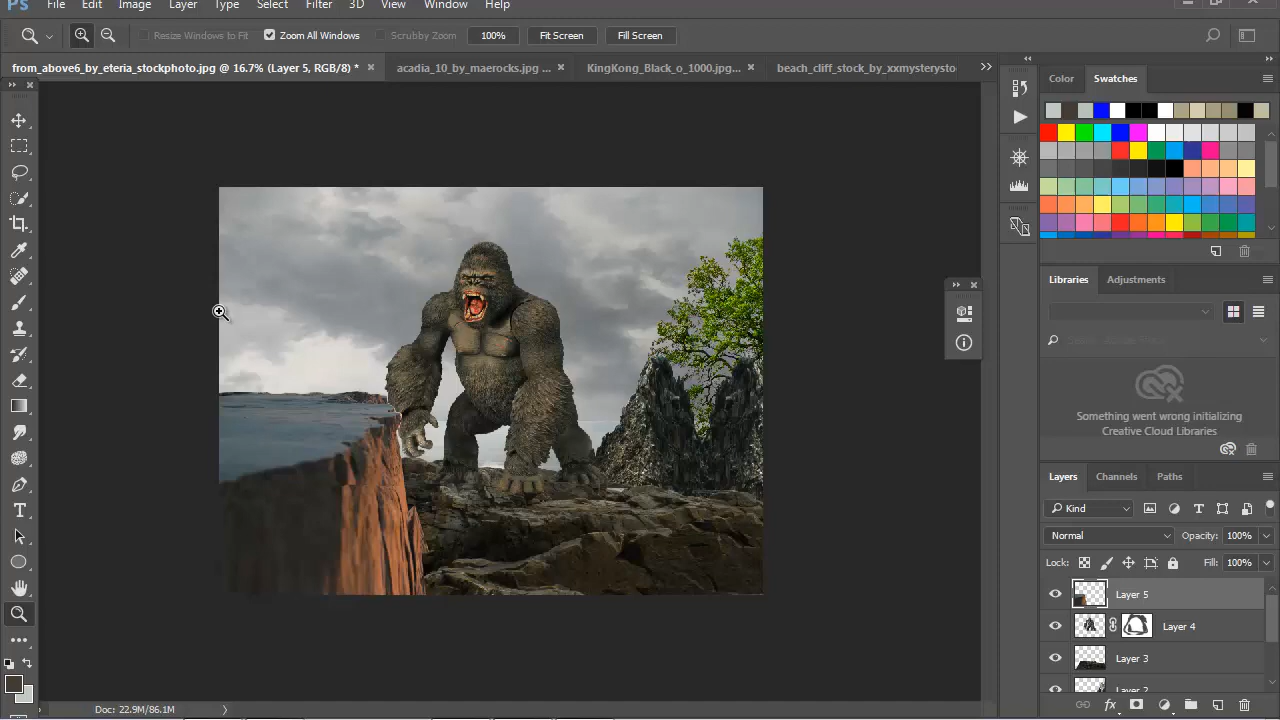 Ps File Edit Image Layer Type Select Filter 3D View Window Help
Resize Windows to Fit Zoom All Windows Scrubby Zoom 100% Fit Screen Fill Screen
from_above6_by_eteria_stockphoto.jpg @ 16.7% (Layer 5, RGB/8) * × acadia_10_by_maerocks.jpg ... × KingKong_Black_o_1000.jpg... × beach_cliff_stock_by_xxmysterysto
Color Swatches
Libraries Adjustments
Something went wrong initializing
Creative Cloud Libraries
Layers Channels Paths
Kind
Normal Opacity: 100%
Lock: Fill: 100%
Layer 5
Layer 4
Layer 3
Layer 2
Doc: 22.9M/86.1M